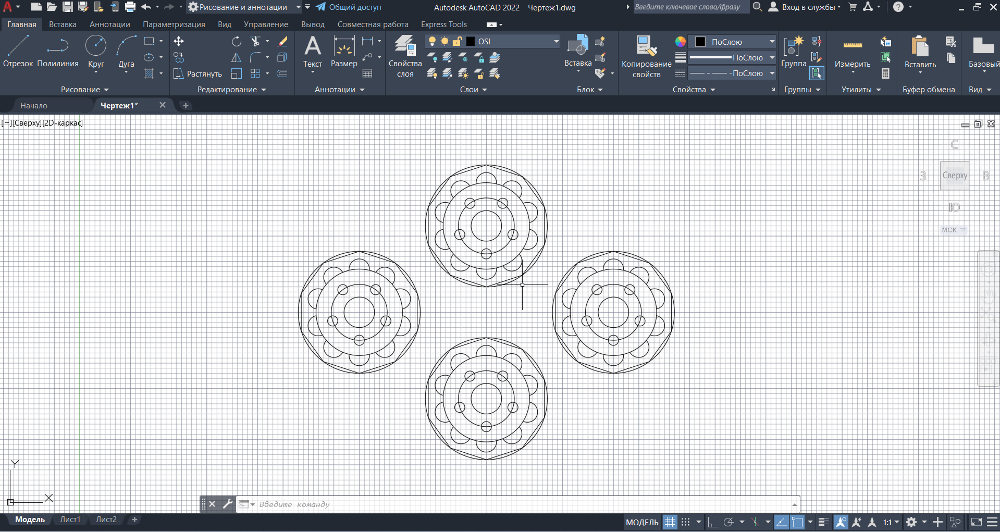 Рисование и аннотации
Общий доступ
Autodesk AutoCAD 2022 Чертеж1.dwg
Введите ключевое слово/фразу
Вход в службы
Главная Вставка Аннотации Параметризация Вид Управление Вывод Совместная работа Express Tools
Отрезок Полилиния Круг Дуга
Рисование
Растянуть
Редактирование
Текст Размер
Аннотации
Свойства слоя
OSI
Слои
Вставка
Блок
Копирование свойств
ПоСлою
ПоСлою
ПоСлою
Свойства
Группа
Группы
Измерить
Утилиты
Вставить
Буфер обмена
Базовый
Вид
Начало Чертеж1*
[−][Сверху][2D-каркас]
С
З Сверху В
Ю
МСК
Y
X
Введите команду
Модель Лист1 Лист2
МОДЕЛЬ 1:1